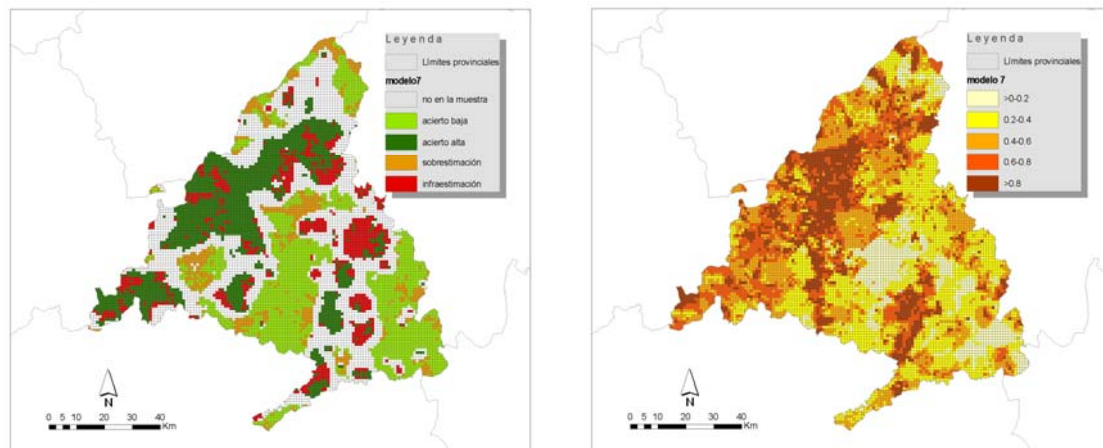 Leyenda
Límites provinciales
modelo7
no en la muestra
acierto baja
acierto alta
sobrestimación
infraestimación
N
0 5 10 20 30 40
Km
Leyenda
Límites provinciales
modelo 7
>0-0.2
0.2-0.4
0.4-0.6
0.6-0.8
>0.8
N
0 5 10 20 30 40
Km